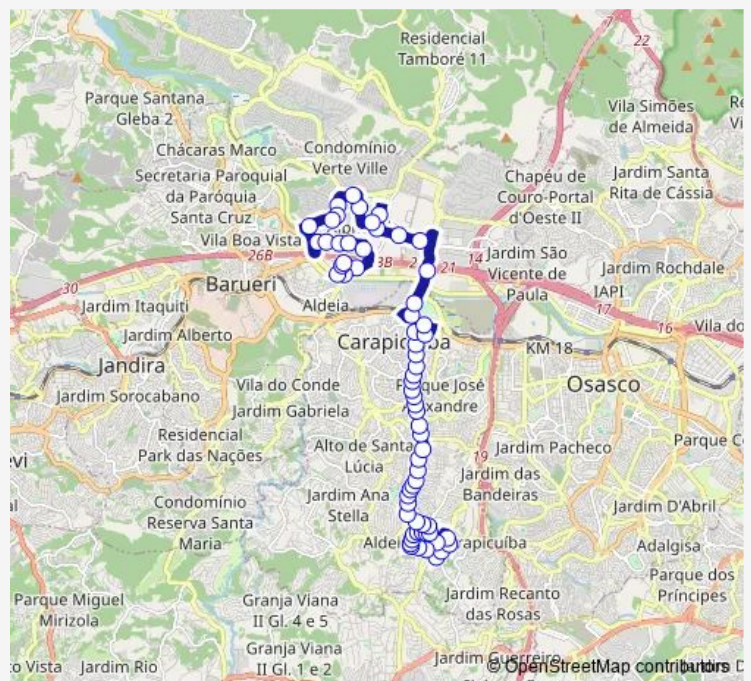 Residencial
Tamboré 11
7
22
Parque Santana
Gleba 2
Vila Simões
de Almeida
Chácaras Marco
Condomínio
Verte Ville
Secretaria Paroquial
da Paróquia
Santa Cruz
Chapéu de
Couro-Portal
d'Oeste II
Jardim Santa
Rita de Cássia
Vila Boa Vista
26B
3B
2
21
14
Jardim São
Vicente de
Paula
Jardim Rochdale
30
Barueri
IAPI
Jardim Itaquiti
Aldeia
17
16
Vila do
Jardim Alberto
KM 18
Jandira
Vila do Conde
Osasco
Jardim Sorocabano
Jardim Gabriela
Residencial
Park das Nações
Alto de Santa
Lúcia
19
Jardim Pacheco
Parque
Jardim das
Bandeiras
Jardim Ana
Stella
Condomínio
Reserva Santa
Maria
Jardim D'Abril
Adalgisa
Parque dos
Príncipes
Parque Miguel
Mirizola
Granja Viana
II Gl. 4 e 5
Jardim Recanto
das Rosas
Granja Viana
II Gl. 1 e 2
Vista
Jardim Rio
Jardim Guerreiro
© OpenStreetMap contributors